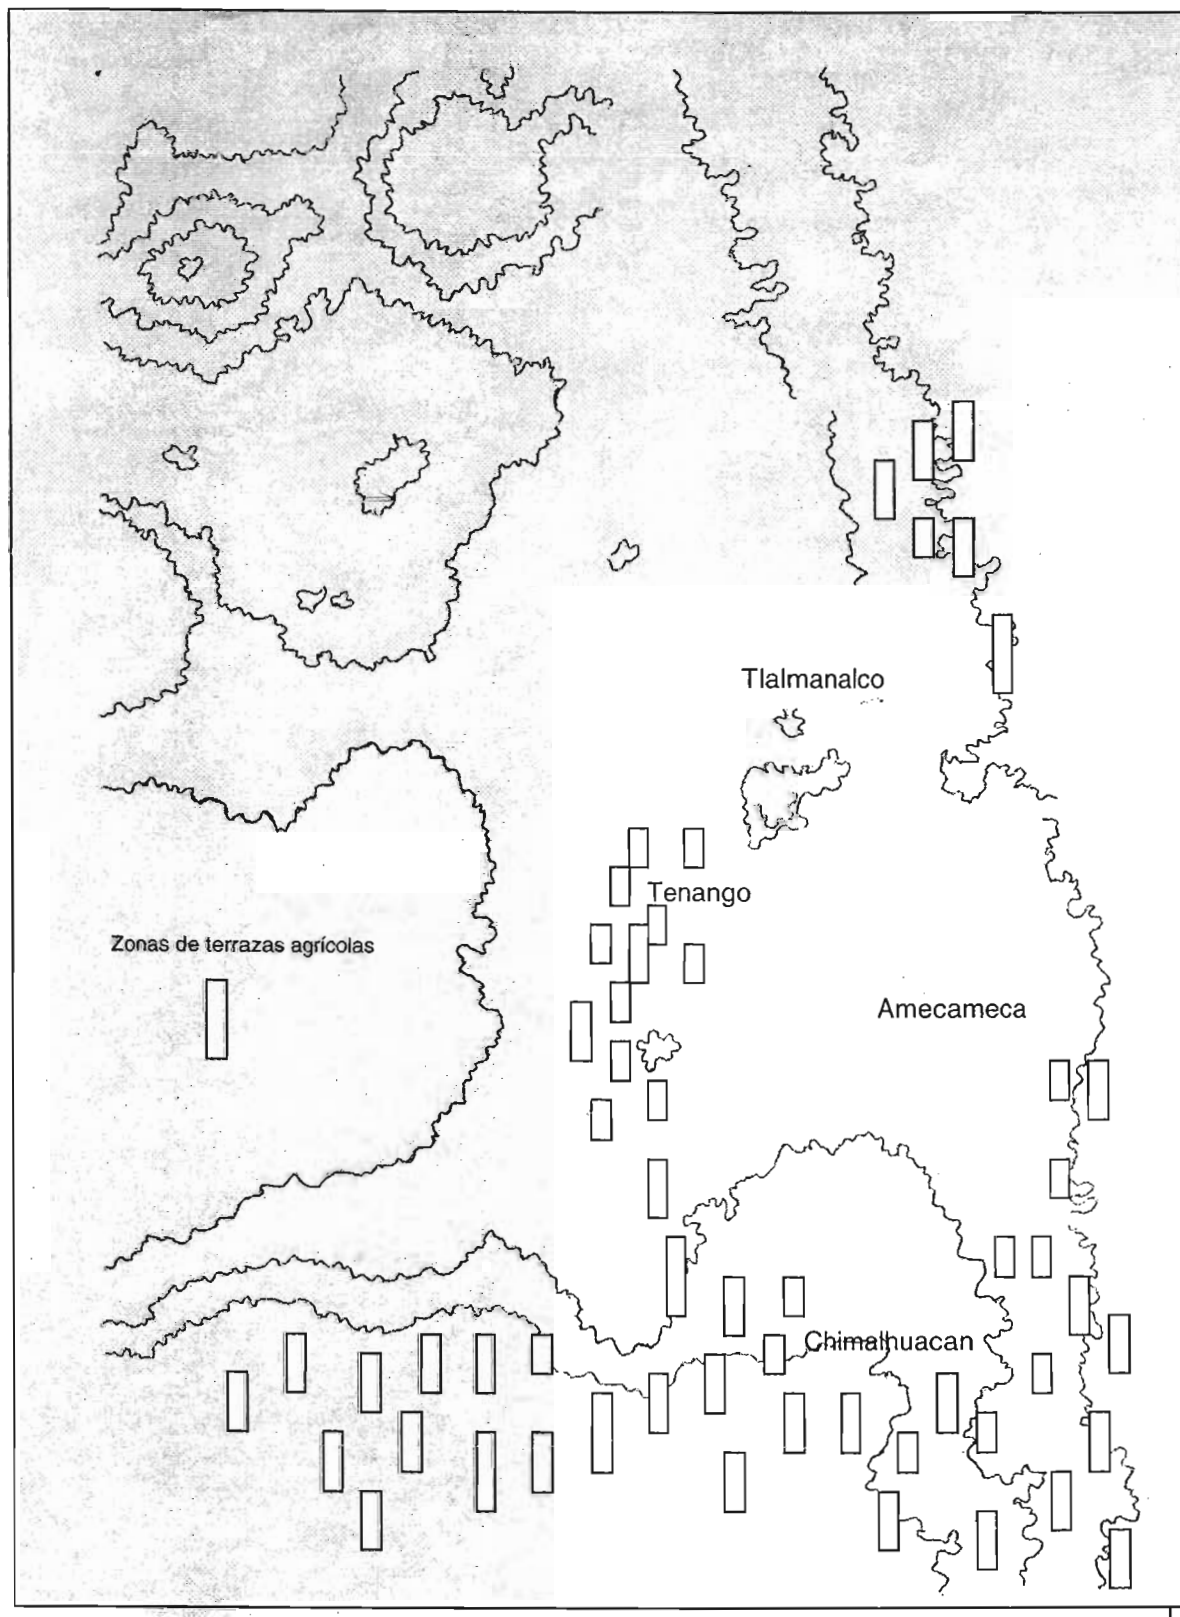 Tlalmanalco
Tenango
Zonas de terrazas agrícolas
Amecameca
Chimalhuacan